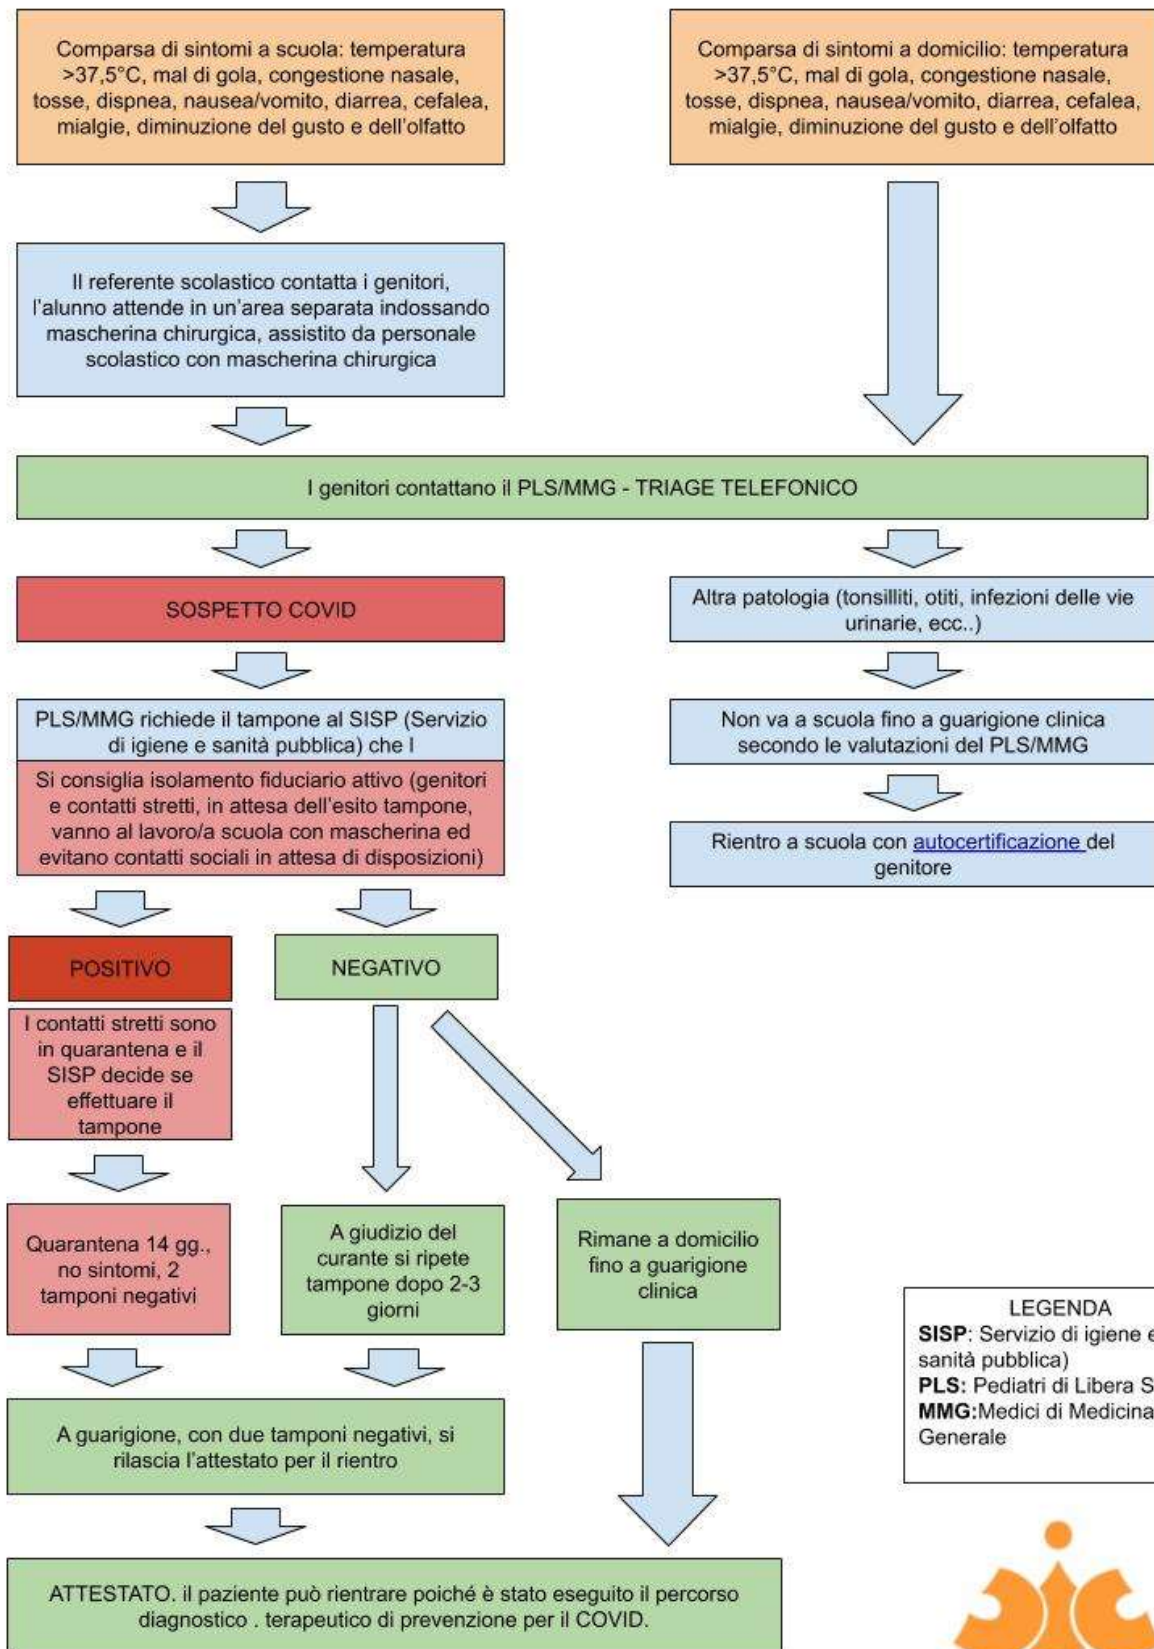 Comparsa di sintomi a scuola: temperatura
>37,5°C, mal di gola, congestione nasale,
tosse, dispnea, nausea/vomito, diarrea, cefalea,
mialgie, diminuzione del gusto e dell'olfatto
Comparsa di sintomi a domicilio: temperatura
>37,5°C, mal di gola, congestione nasale,
tosse, dispnea, nausea/vomito, diarrea, cefalea,
mialgie, diminuzione del gusto e dell'olfatto
Il referente scolastico contatta i genitori,
l'alunno attende in un'area separata indossando
mascherina chirurgica, assistito da personale
scolastico con mascherina chirurgica
I genitori contattano il PLS/MMG - TRIAGE TELEFONICO
SOSPETTO COVID
Altra patologia (tonsilliti, otiti, infezioni delle vie
urinarie, ecc..)
PLS/MMG richiede il tampone al SISP (Servizio
di igiene e sanità pubblica) che l
Si consiglia isolamento fiduciario attivo (genitori
e contatti stretti, in attesa dell'esito tampone,
vanno al lavoro/a scuola con mascherina ed
evitano contatti sociali in attesa di disposizioni)
Non va a scuola fino a guarigione clinica
secondo le valutazioni del PLS/MMG
Rientro a scuola con autocertificazione del
genitore
POSITIVO
NEGATIVO
I contatti stretti sono
in quarantena e il
SISP decide se
effettuare il
tampone
Quarantena 14 gg.,
no sintomi, 2
tamponi negativi
A giudizio del
curante si ripete
tampone dopo 2-3
giorni
Rimane a domicilio
fino a guarigione
clinica
A guarigione, con due tamponi negativi, si
rilascia l'attestato per il rientro
ATTESTATO. il paziente può rientrare poiché è stato eseguito il percorso
diagnostico . terapeutico di prevenzione per il COVID.
LEGENDA
SISP: Servizio di igiene e
sanità pubblica)
PLS: Pediatri di Libera S
MMG:Medici di Medicina
Generale